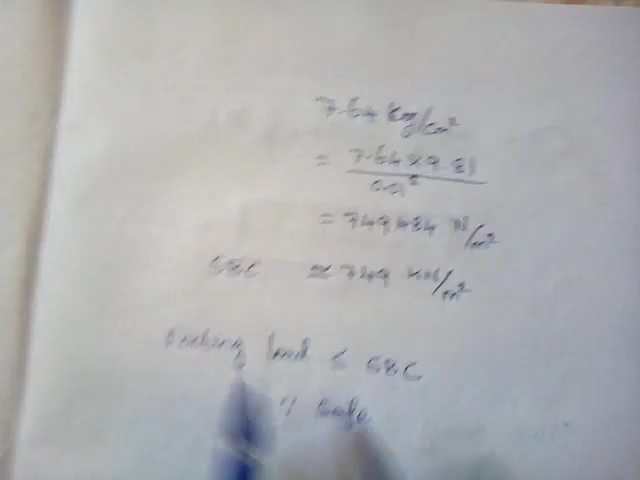 7.64 kg/cm²
= 7.64 x 9.81
0.01²
= 749484 N/m²
SBC ≃ 749 KN/m²
load ≤ SBC
Safe